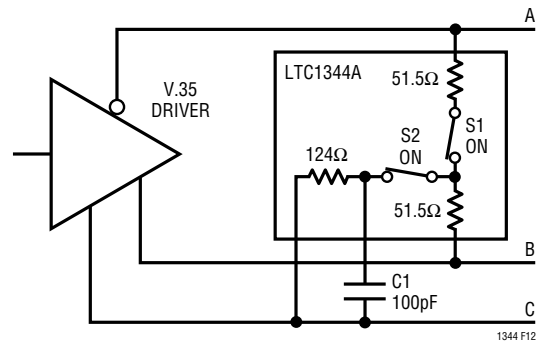 A
LTC1344A
V.35
DRIVER
51.5Ω
S1
ON
S2
ON
124Ω
51.5Ω
B
C1
100pF
C
1344 F12